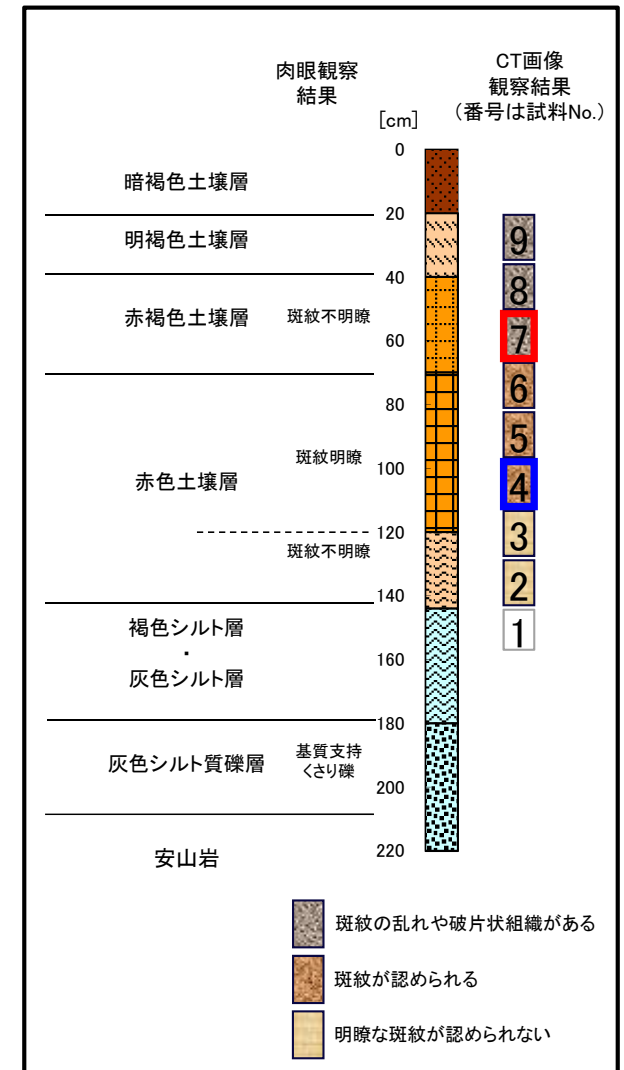 肉眼観察
結果
CT画像
観察結果
（番号は試料No.）
[cm]
0
暗褐色土壌層
20
明褐色土壌層
9
40
8
赤褐色土壌層
斑紋不明瞭
60
7
6
80
5
斑紋明瞭
100
赤色土壌層
4
120
3
斑紋不明瞭
2
140
褐色シルト層
・
灰色シルト層
1
160
180
灰色シルト質礫層
基質支持
くさり礫
200
安山岩
220
斑紋の乱れや破片状組織がある
斑紋が認められる
明瞭な斑紋が認められない